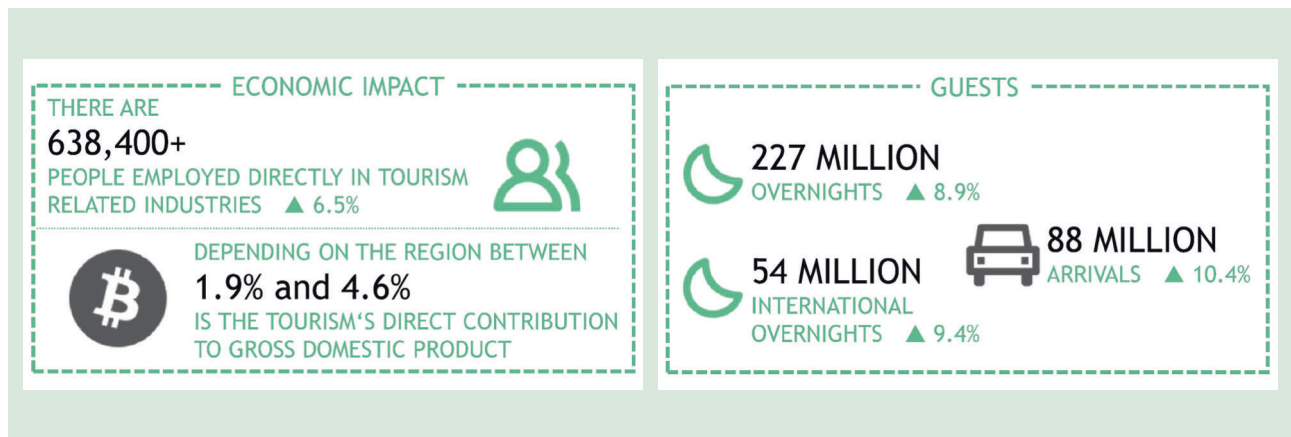 ECONOMIC IMPACT
THERE ARE
638,400+
PEOPLE EMPLOYED DIRECTLY IN TOURISM
RELATED INDUSTRIES ▲ 6.5%
DEPENDING ON THE REGION BETWEEN
1.9% and 4.6%
IS THE TOURISM‘S DIRECT CONTRIBUTION
TO GROSS DOMESTIC PRODUCT
GUESTS
227 MILLION
OVERNIGHTS ▲ 8.9%
88 MILLION
ARRIVALS ▲ 10.4%
54 MILLION
INTERNATIONAL
OVERNIGHTS ▲ 9.4%